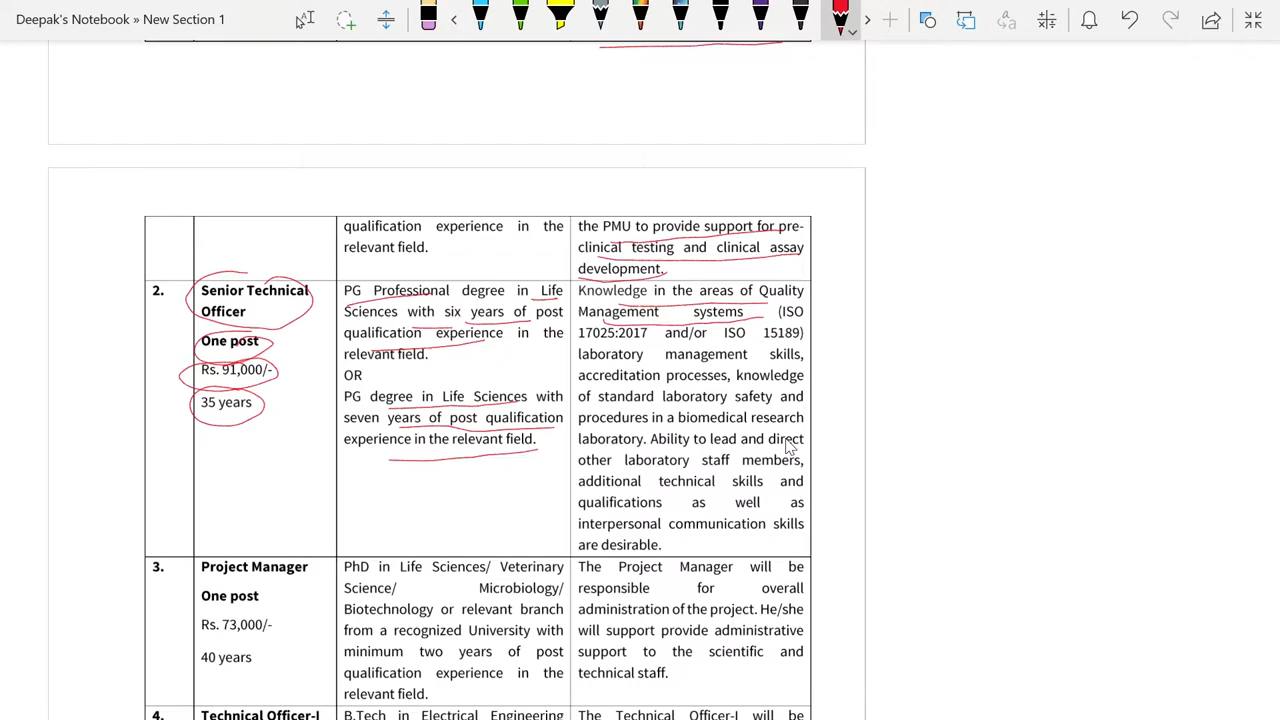 Deepak's Notebook » New Section 1
qualification experience in the
relevant field.
the PMU to provide support for pre-
clinical testing and clinical assay
development.
2.
Senior Technical
Officer
One post
Rs. 91,000/-
35 years
PG Professional degree in Life
Sciences with six years of post
qualification experience in the
relevant field.
OR
PG degree in Life Sciences with
seven years of post qualification
experience in the relevant field.
Knowledge in the areas of Quality
Management systems (ISO
17025:2017 and/or ISO 15189)
laboratory management skills,
accreditation processes, knowledge
of standard laboratory safety and
procedures in a biomedical research
laboratory. Ability to lead and direct
other laboratory staff members,
additional technical skills and
qualifications as well as
interpersonal communication skills
are desirable.
3.
Project Manager
One post
Rs. 73,000/-
40 years
PhD in Life Sciences/ Veterinary
Science/ Microbiology/
Biotechnology or relevant branch
from a recognized University with
minimum two years of post
qualification experience in the
relevant field.
The Project Manager will be
responsible for overall
administration of the project. He/she
will support provide administrative
support to the scientific and
technical staff.
4.
Technical Officer-I
B.Tech in Electrical Engineering
The Technical Officer-I will be